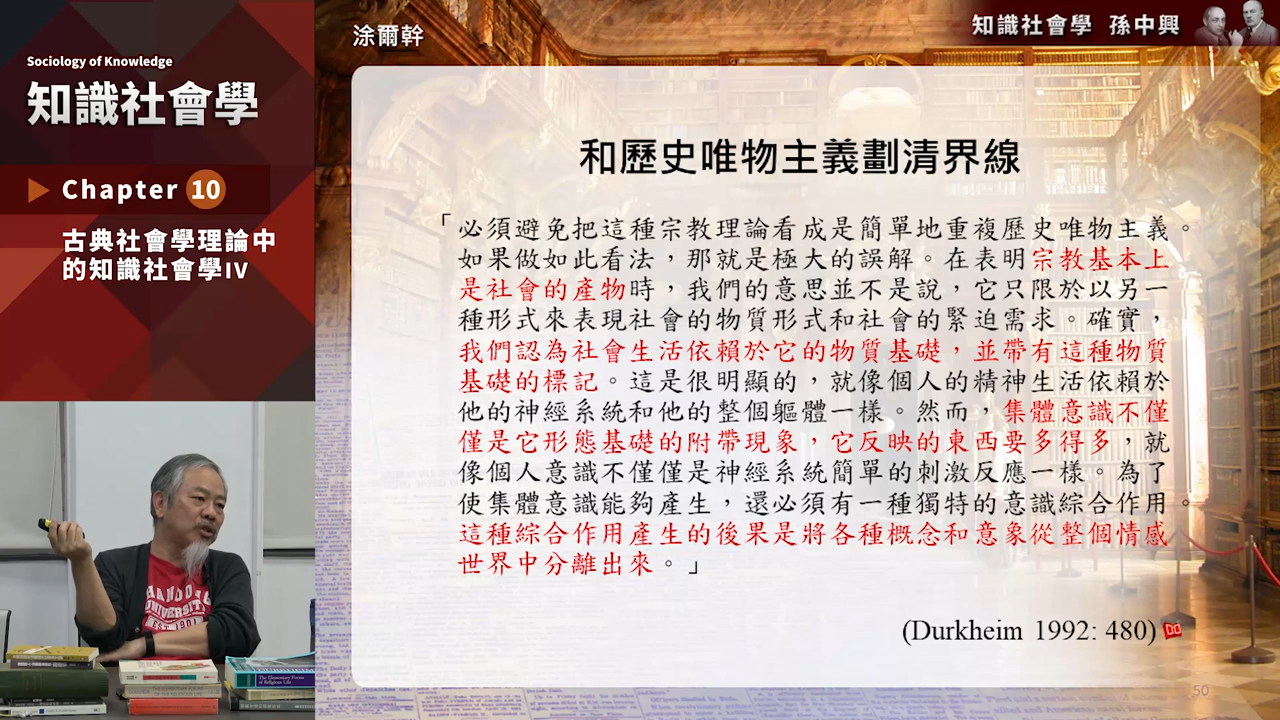 Sociology of Knowledge
知識社會學
Chapter 10
古典社會學理論中
的知識社會學IV
涂爾幹
知識社會學 孫中興
和歷史唯物主義劃清界線
「必須避免把這種宗教理論看成是簡單地重複歷史唯物主義。
如果做如此看法，那就是極大的誤解。在表明宗教基本上
是社會的產物時，我們的意思並不是說，它只限於以另一
種形式來表現社會的物質形式和社會的緊迫需求。確實，
我們認為社會生活依賴於它的物質基礎，並帶有這種物質
基礎的標記。這是很明顯的，就像個人的精神生活依賴於
他的神經系統和他的整個軀體一樣。然而，集體意識不僅
僅是它形態基礎的附帶現象，它反映的東西要多得多，就
像個人意識不僅僅是神經系統簡單的刺激反應一樣。為了
使集體意識能夠產生，還必須有一種獨特的意識綜合作用。
這種綜合作用產生的後果是將各種概念和意象從整個情感
世界中分離出來。」
(Durkheim 1992: 480)
50
UNIVERSITY
EST 1901
The Elementary Forms
of Religious Life